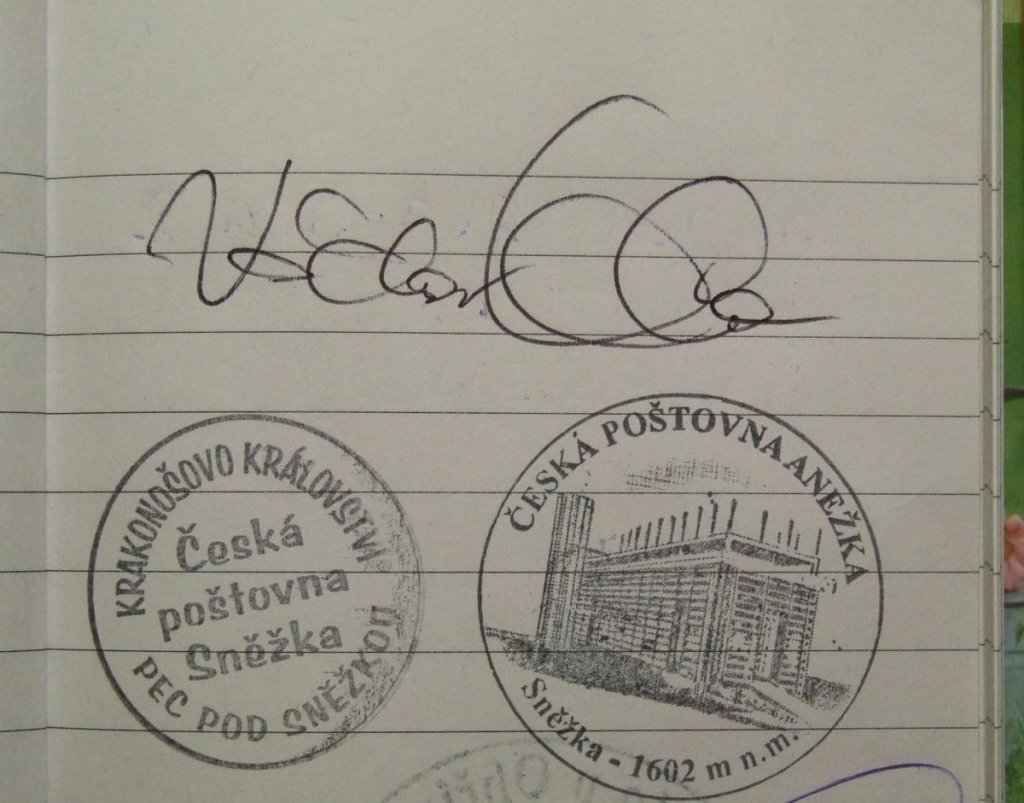 KRAKONOŠOVO KRÁLOVSTVÍ
Česká
poštovna
Sněžka
PEC POD SNĚŽKOU
ČESKÁ POŠTOVNA ANEŽKA
Sněžka - 1602 m n.m.